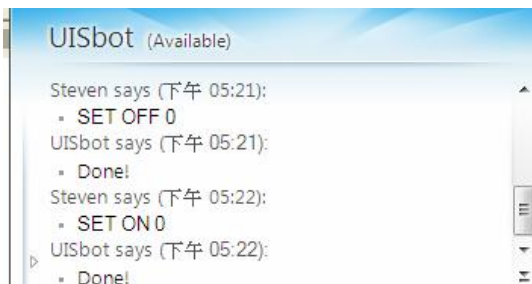 UISbot (Available)
Steven says (下午 05:21):
SET OFF 0
UISbot says (下午 05:21):
Done!
Steven says (下午 05:22):
SET ON 0
UISbot says (下午 05:22):
Done!